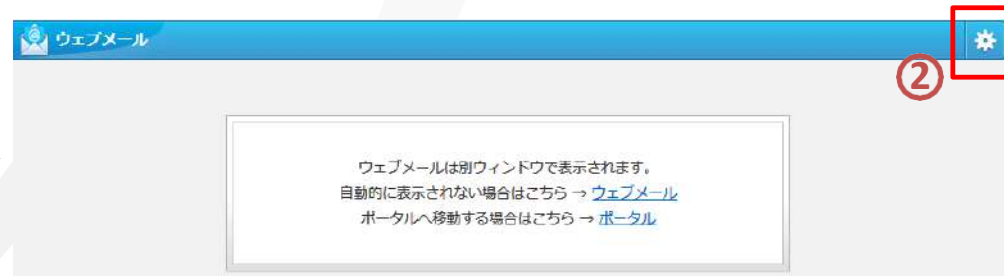 ウェブメール
②
ウェブメールは別ウィンドウで表示されます。
自動的に表示されない場合はこちら → ウェブメール
ポータルへ移動する場合はこちら → ポータル